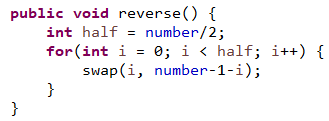 public void reverse() {
    int half = number/2;
    for(int i = 0; i < half; i++) {
        swap(i, number-1-i);
    }
}